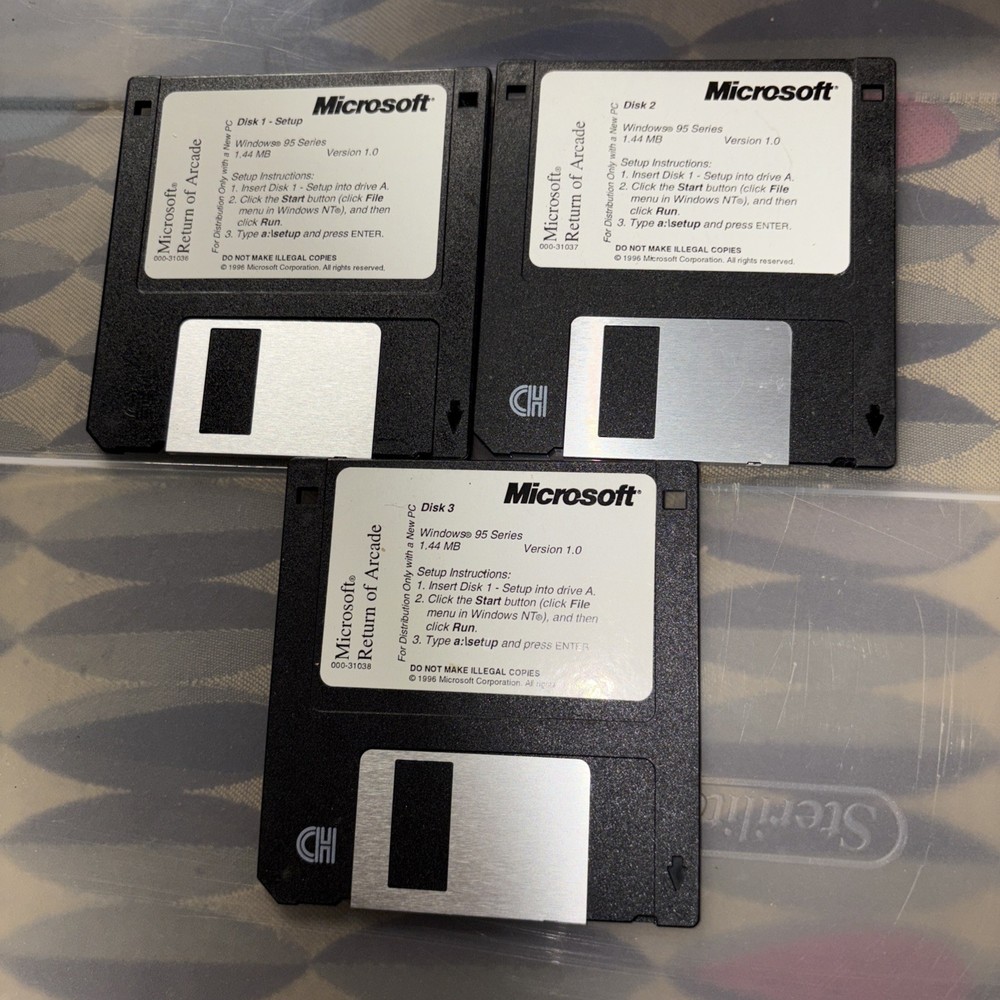 Microsoft®
Disk 1 - Setup
Windows® 95 Series
1.44 MB Version 1.0
Setup Instructions:
1. Insert Disk 1 - Setup into drive A.
2. Click the Start button (click File
menu in Windows NT®), and then
click Run.
3. Type a:\setup and press ENTER.
DO NOT MAKE ILLEGAL COPIES
© 1996 Microsoft Corporation. All rights reserved.
For Distribution Only with a New PC
Microsoft®
Return of Arcade
000-31036
Microsoft®
Disk 2
Windows® 95 Series
1.44 MB Version 1.0
Setup Instructions:
1. Insert Disk 1 - Setup into drive A.
2. Click the Start button (click File
menu in Windows NT®), and then
click Run.
3. Type a:\setup and press ENTER.
DO NOT MAKE ILLEGAL COPIES
© 1996 Microsoft Corporation. All rights reserved.
For Distribution Only with a New PC
Microsoft®
Return of Arcade
000-31037
CH
Microsoft®
Disk 3
Windows® 95 Series
1.44 MB Version 1.0
Setup Instructions:
1. Insert Disk 1 - Setup into drive A.
2. Click the Start button (click File
menu in Windows NT®), and then
click Run.
3. Type a:\setup and press ENTER
DO NOT MAKE ILLEGAL COPIES
© 1996 Microsoft Corporation. All rights
For Distribution Only with a New PC
Microsoft®
Return of Arcade
000-31038
CH